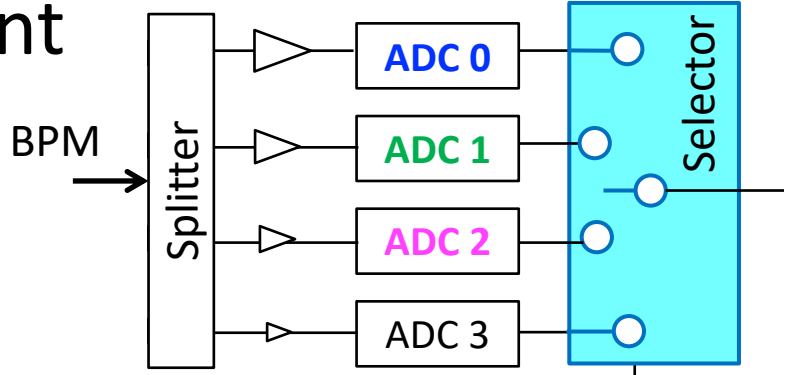 nt
BPM
Splitter
ADC 0
ADC 1
ADC 2
ADC 3
Selector